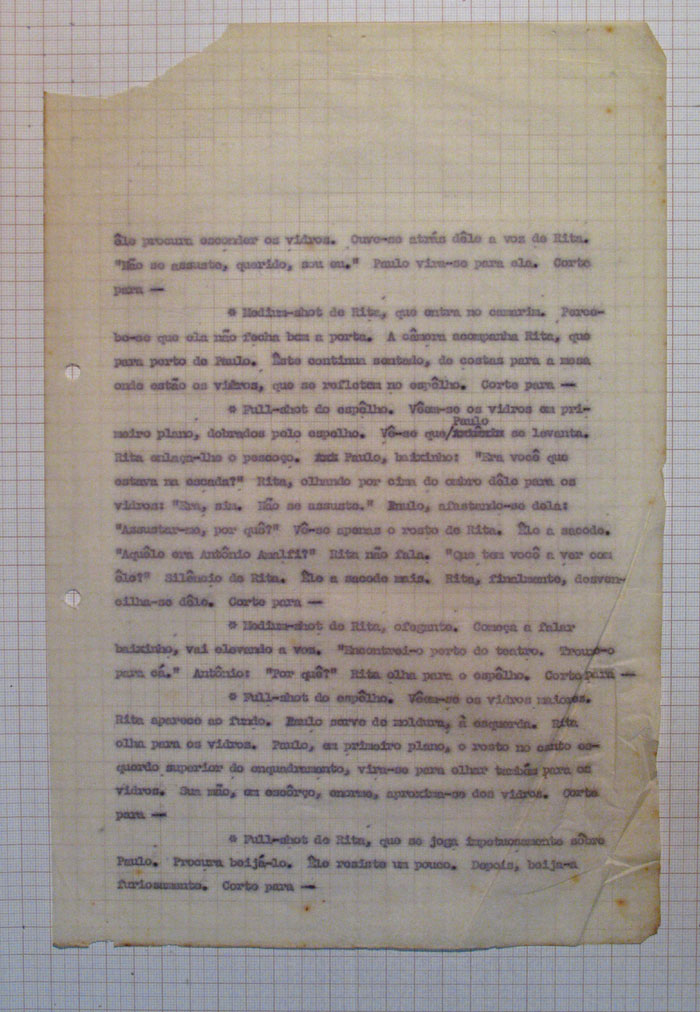 êle procura esconder os vidros. Ouve-se atrás dêle a voz de Rita.
"Não se assuste, querido, sou eu." Paulo vira-se para ela. Corte
para —
* Medium-shot de Rita, que entra no camarim. Perce-
be-se que ela não fecha bem a porta. A câmera acompanha Rita, que
para perto de Paulo. Êste continua sentado, de costas para a mesa
onde estão os vidros, que se refletem no espêlho. Corte para —
* Full-shot do espêlho. Vêem-se os vidros em pri-
Paulo
meiro plano, dobrados pelo espelho. Vê-se que/ se levanta.
Rita enlaça-lhe o pescoço. Paulo, baixinho: "Era você que
estava na escada?" Rita, olhando por cima do ombro dêle para os
vidros: "Era, sim. Não se assuste." Paulo, afastando-se dela:
"Assustar-me, por quê?" Vê-se apenas o rosto de Rita. Êle a sacode.
"Aquêle era Antônio Amalfi?" Rita não fala. "Que tem você a ver com
êle?" Silêncio de Rita. Êle a sacode mais. Rita, finalmente, desven-
cilha-se dêle. Corte para —
* Medium-shot de Rita, ofegante. Começa a falar
baixinho, vai elevando a voz. "Encontrei-o perto do teatro. Trouxe-o
para cá." Antônio: "Por quê?" Rita olha para o espêlho. Corte para —
* Full-shot do espêlho. Vêem-se os vidros maiores.
Rita aparece ao fundo. Paulo serve de moldura, à esquerda. Rita
olha para os vidros. Paulo, em primeiro plano, o rosto no canto es-
querdo superior do enquadramento, vira-se para olhar também para os
vidros. Sua mão, em escôrço, enorme, aproxima-se dos vidros. Corte
para —
* Full-shot de Rita, que se joga impetuosamente sôbre
Paulo. Procura beijá-lo. Êle resiste um pouco. Depois, beija-a
furiosamente. Corte para —